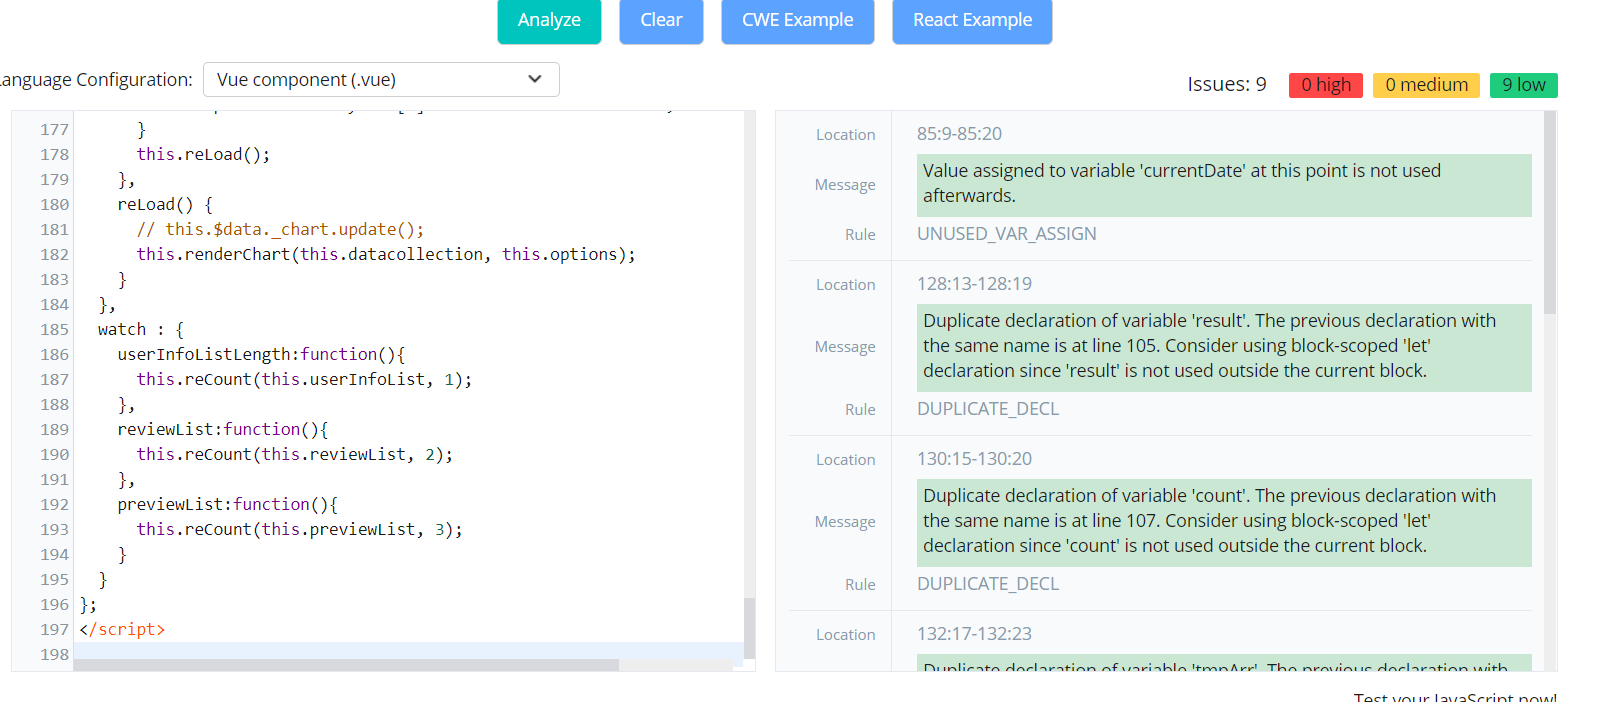 Analyze Clear CWE Example React Example
Language Configuration: Vue component (.vue)
Issues: 9 0 high 0 medium 9 low
177 }
178 this.reLoad();
179 },
180 reLoad() {
181 // this.$data._chart.update();
182 this.renderChart(this.datacollection, this.options);
183 }
184 },
185 watch : {
186 userInfoListLength:function(){
187 this.reCount(this.userInfoList, 1);
188 },
189 reviewList:function(){
190 this.reCount(this.reviewList, 2);
191 },
192 previewList:function(){
193 this.reCount(this.previewList, 3);
194 }
195 }
196 };
197 </script>
198
Location 85:9-85:20
Message Value assigned to variable 'currentDate' at this point is not used
afterwards.
Rule UNUSED_VAR_ASSIGN
Location 128:13-128:19
Message Duplicate declaration of variable 'result'. The previous declaration with
the same name is at line 105. Consider using block-scoped 'let'
declaration since 'result' is not used outside the current block.
Rule DUPLICATE_DECL
Location 130:15-130:20
Message Duplicate declaration of variable 'count'. The previous declaration with
the same name is at line 107. Consider using block-scoped 'let'
declaration since 'count' is not used outside the current block.
Rule DUPLICATE_DECL
Location 132:17-132:23
Duplicate declaration of variable 'tmpArr'. The previous declaration with
Test your JavaScript now!